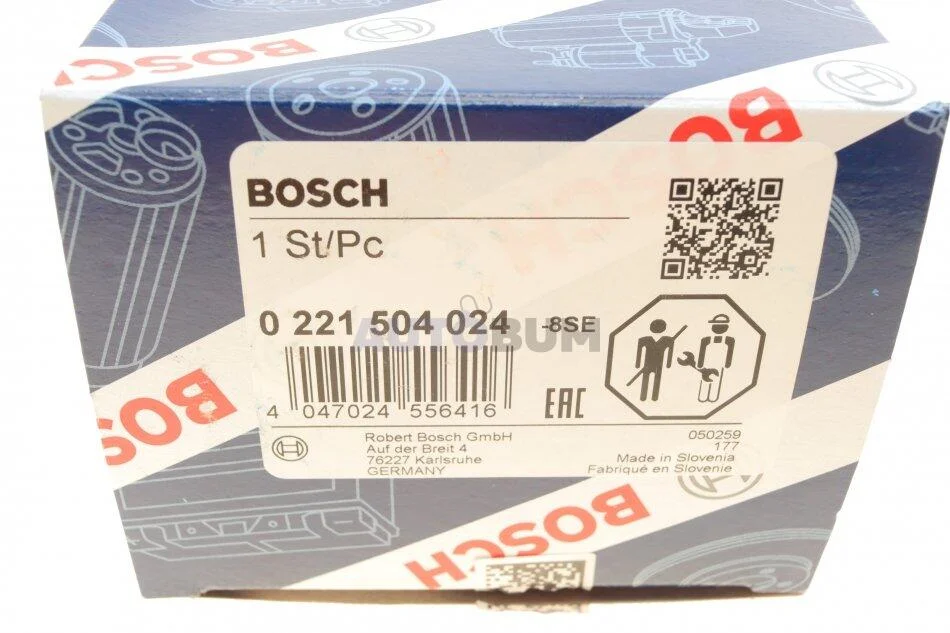 BOSCH
BOSCH
BOSCH
BOSCH
1 St/Pc
0 221 504 024 -8SE
AUTOBUM
4 047024 556416
EAC
Robert Bosch GmbH
Auf der Breit 4
76227 Karlsruhe
GERMANY
050259
177
Made in Slovenia
Fabriqué en Slovenie
BOSCH
BOSCH